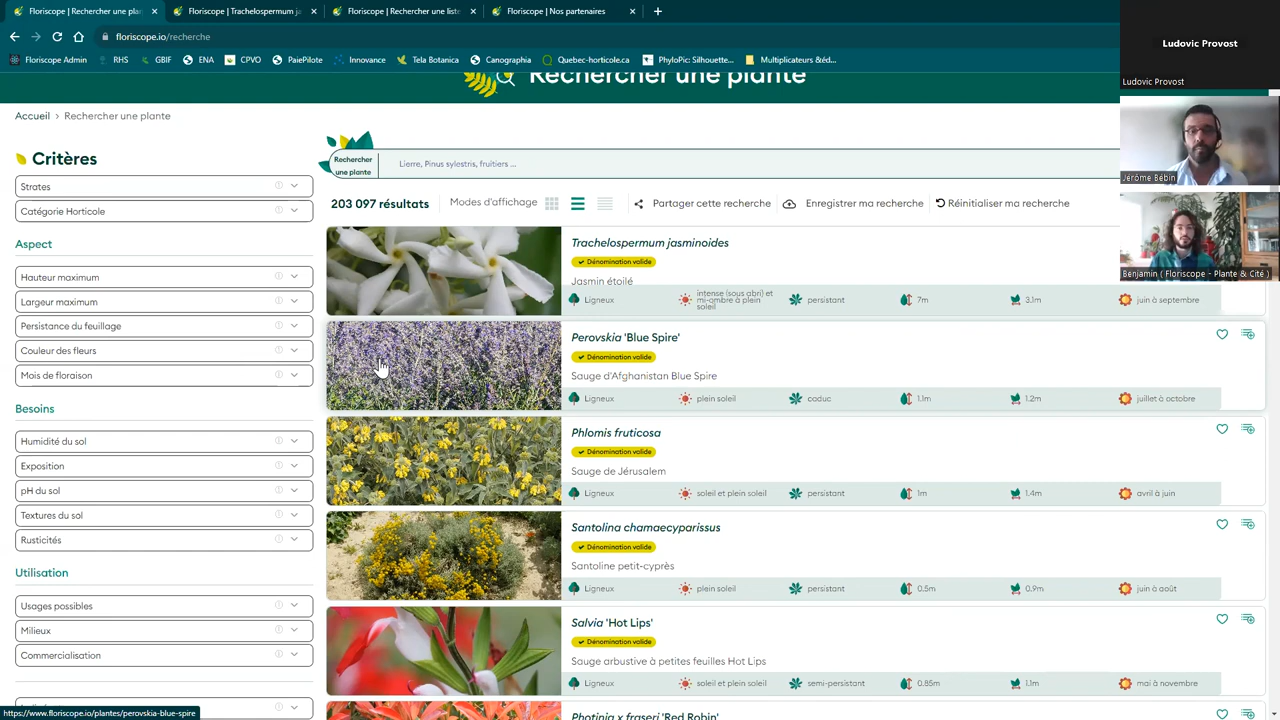 Floriscope | Rechercher une pla
Floriscope | Trachelospermum ja
Floriscope | Rechercher une liste
Floriscope | Nos partenaires
floriscope.io/recherche
Floriscope Admin
RHS
GBIF
ENA
CPVO
PaiePilote
Innovance
Tela Botanica
Canographia
Quebec-horticole.ca
PhyloPic: Silhouette...
Multiplicateurs &éd...
Ludovic Provost
Ludovic Provost
Jerôme Bebin
Benjamin ( Floriscope - Plante & Cité )
Rechercher une plante
Accueil > Rechercher une plante
Critères
Strates
Catégorie Horticole
Aspect
Hauteur maximum
Largeur maximum
Persistance du feuillage
Couleur des fleurs
Mois de floraison
Besoins
Humidité du sol
Exposition
pH du sol
Textures du sol
Rusticités
Utilisation
Usages possibles
Milieux
Commercialisation
https://www.floriscope.io/plantes/perovskia-blue-spire
Rechercher
une plante
Lierre, Pinus sylestris, fruitiers ...
203 097 résultats
Modes d'affichage
Partager cette recherche
Enregistrer ma recherche
Réinitialiser ma recherche
Trachelospermum jasminoides
Dénomination valide
Jasmin étoilé
Ligneux
intense (sous abri) et
mi-ombre à plein
soleil
persistant
7m
3.1m
juin à septembre
Perovskia 'Blue Spire'
Dénomination valide
Sauge d'Afghanistan Blue Spire
Ligneux
plein soleil
caduc
1.1m
1.2m
juillet à octobre
Phlomis fruticosa
Dénomination valide
Sauge de Jérusalem
Ligneux
soleil et plein soleil
persistant
1m
1.4m
avril à juin
Santolina chamaecyparissus
Dénomination valide
Santoline petit-cyprès
Ligneux
plein soleil
persistant
0.5m
0.9m
juin à août
Salvia 'Hot Lips'
Dénomination valide
Sauge arbustive à petites feuilles Hot Lips
Ligneux
soleil et plein soleil
semi-persistant
0.85m
1.1m
mai à novembre
Photinia x fraseri 'Red Robin'